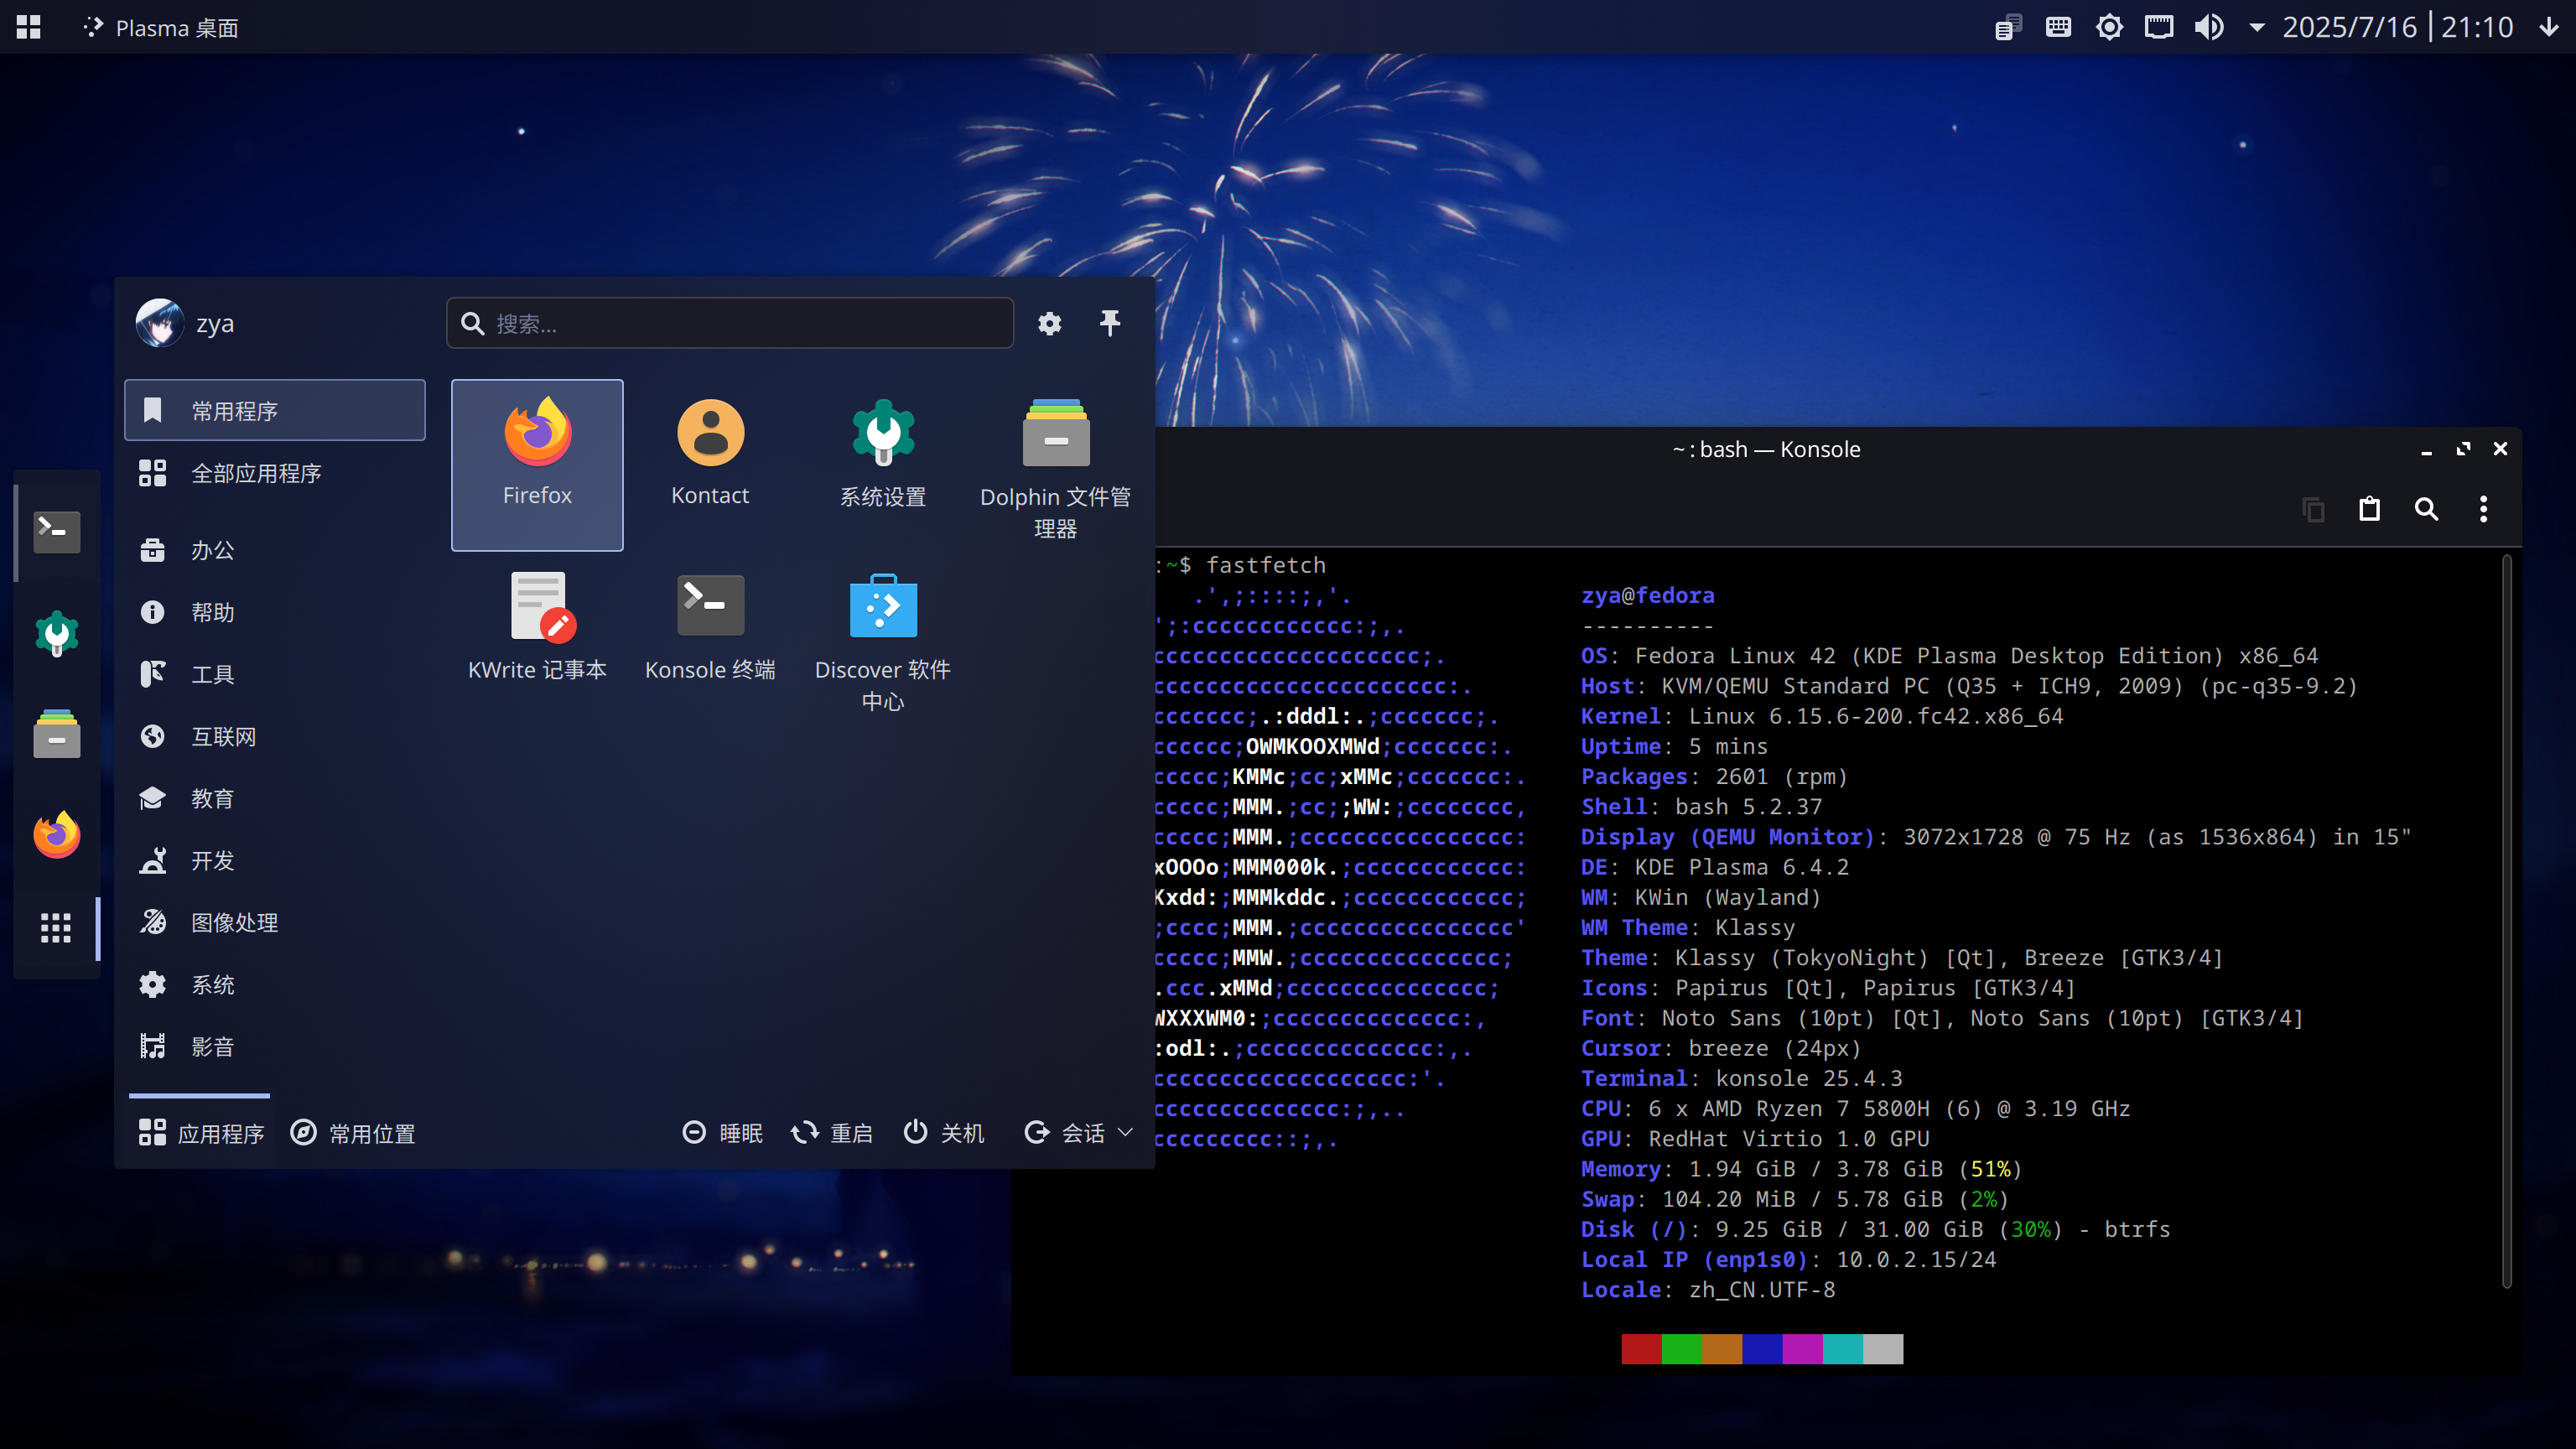 Plasma 桌面
2025/7/16 | 21:10
zya
搜索...
常用程序
全部应用程序
办公
帮助
工具
互联网
教育
开发
图像处理
系统
影音
Firefox
Kontact
系统设置
Dolphin 文件管
理器
KWrite 记事本
Konsole 终端
Discover 软件
中心
应用程序
常用位置
睡眠
重启
关机
会话
~ : bash — Konsole
:~$ fastfetch
.',;::::;,'.
';:cccccccccccc:;,.
cccccccccccccccccccc;.
cccccccccccccccccccccc:.
ccccccc;.:dddl:.;ccccccc;.
cccccc;OWMKOOXMWd;ccccccc:.
ccccc;KMMc;cc;xMMc;ccccccc:.
ccccc;MMM.;cc;;WW:;cccccccc,
ccccc;MMM.;cccccccccccccccc:
xOOOo;MMM000k.;cccccccccccc:
Kxdd:;MMMkddc.;cccccccccccc;
;cccc;MMM.;cccccccccccccccc'
ccccc;MMW.;ccccccccccccccc;
.ccc.xMMd;ccccccccccccccc;
WXXXWM0:;cccccccccccccc:,
:odl:.;cccccccccccccc:,.
ccccccccccccccccccc:'.
cccccccccccccc:;,..
ccccccccc::;,.
zya@fedora
----------
OS: Fedora Linux 42 (KDE Plasma Desktop Edition) x86_64
Host: KVM/QEMU Standard PC (Q35 + ICH9, 2009) (pc-q35-9.2)
Kernel: Linux 6.15.6-200.fc42.x86_64
Uptime: 5 mins
Packages: 2601 (rpm)
Shell: bash 5.2.37
Display (QEMU Monitor): 3072x1728 @ 75 Hz (as 1536x864) in 15"
DE: KDE Plasma 6.4.2
WM: KWin (Wayland)
WM Theme: Klassy
Theme: Klassy (TokyoNight) [Qt], Breeze [GTK3/4]
Icons: Papirus [Qt], Papirus [GTK3/4]
Font: Noto Sans (10pt) [Qt], Noto Sans (10pt) [GTK3/4]
Cursor: breeze (24px)
Terminal: konsole 25.4.3
CPU: 6 x AMD Ryzen 7 5800H (6) @ 3.19 GHz
GPU: RedHat Virtio 1.0 GPU
Memory: 1.94 GiB / 3.78 GiB (51%)
Swap: 104.20 MiB / 5.78 GiB (2%)
Disk (/): 9.25 GiB / 31.00 GiB (30%) - btrfs
Local IP (enp1s0): 10.0.2.15/24
Locale: zh_CN.UTF-8